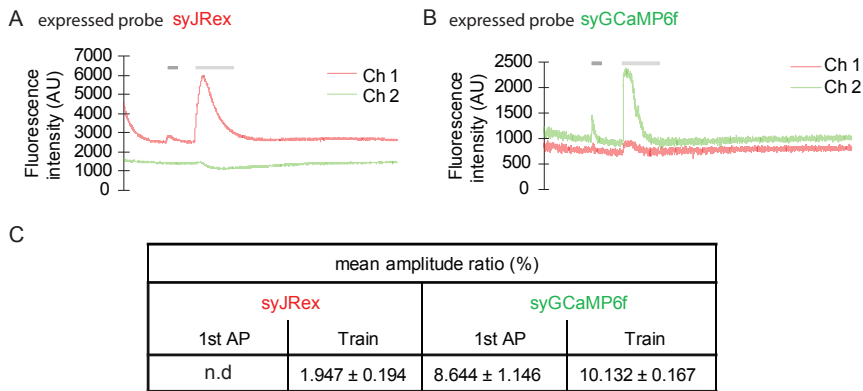 A expressed probe syJRex
7000
6000
5000
4000
3000
2000
1000
0
Fluorescence
intensity (AU)
Ch 1
Ch 2
B expressed probe syGCaMP6f
2500
2000
1500
1000
500
0
Fluorescence
intensity (AU)
Ch 1
Ch 2
C
mean amplitude ratio (%)
syJRex syGCaMP6f
1st AP Train 1st AP Train
n.d 1.947 ± 0.194 8.644 ± 1.146 10.132 ± 0.167